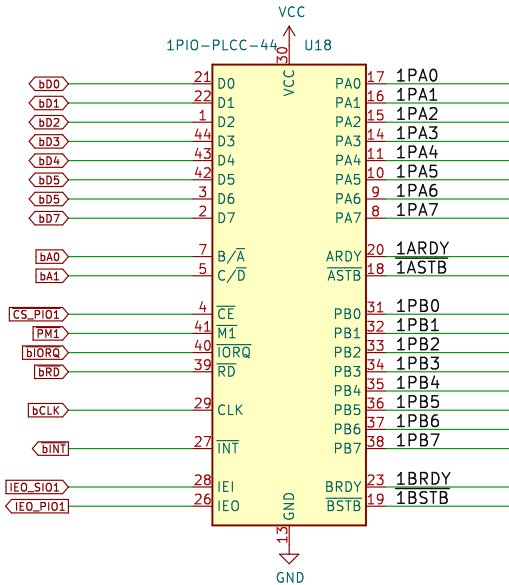 VCC
1PIO-PLCC-44 U18
30
VCC
bD0 21 D0 PA0 17 1PA0
bD1 22 D1 PA1 16 1PA1
bD2 1 D2 PA2 15 1PA2
bD3 44 D3 PA3 14 1PA3
bD4 43 D4 PA4 11 1PA4
bD5 42 D5 PA5 10 1PA5
bD5 3 D6 PA6 9 1PA6
bD7 2 D7 PA7 8 1PA7
bA0 7 B/A ARDY 20 1ARDY
bA1 5 C/D ASTB 18 1ASTB
CS_PIO1 4 CE PB0 31 1PB0
PM1 41 M1 PB1 32 1PB1
bIORQ 40 IORQ PB2 33 1PB2
bRD 39 RD PB3 34 1PB3
PB4 35 1PB4
bCLK 29 CLK PB5 36 1PB5
PB6 37 1PB6
bINT 27 INT PB7 38 1PB7
IEO_SIO1 28 IEI BRDY 23 1BRDY
IEO_PIO1 26 IEO BSTB 19 1BSTB
GND
13
GND